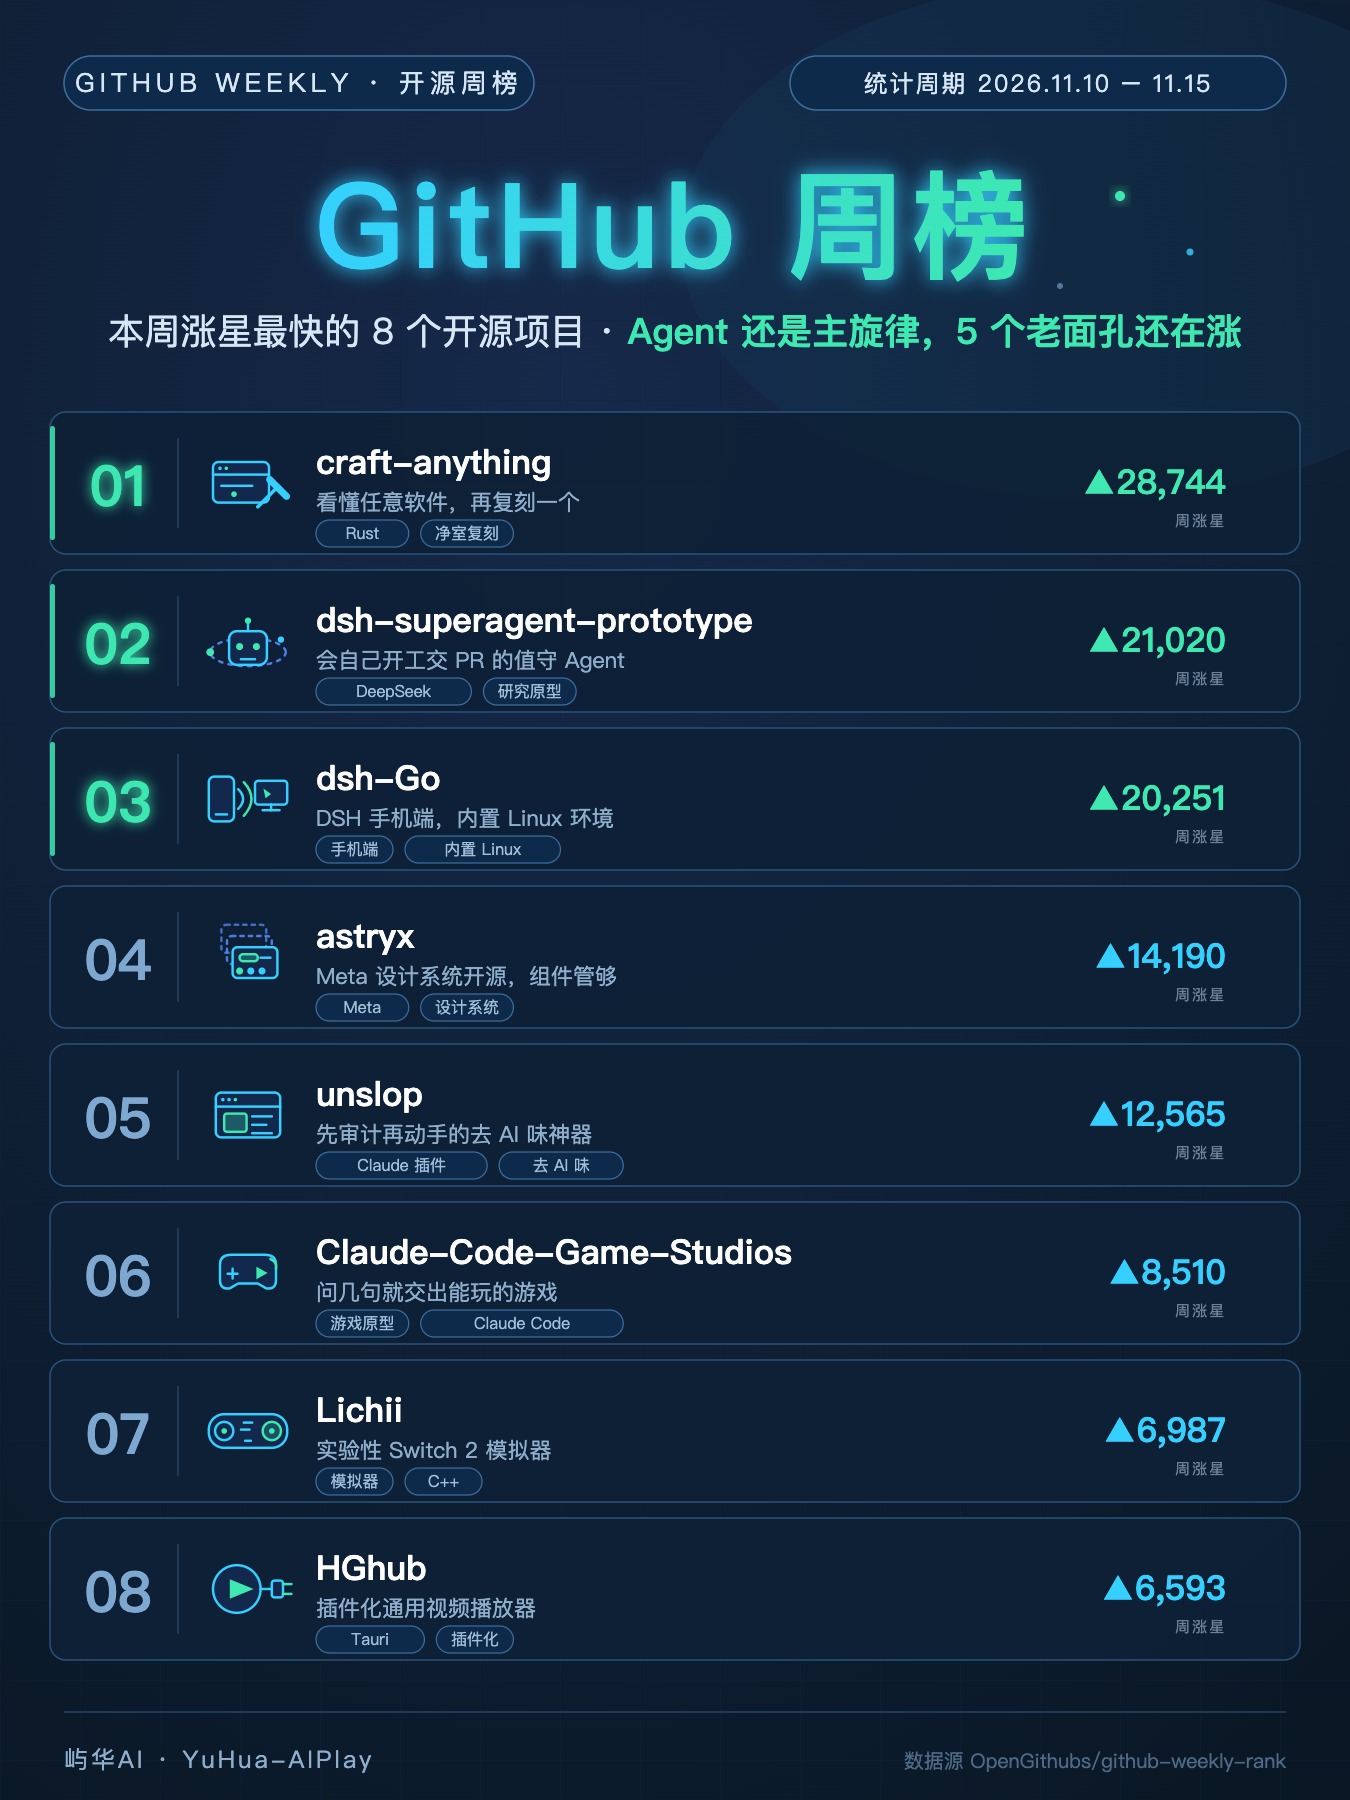 GITHUB WEEKLY · 开源周榜
统计周期 2026.11.10 — 11.15
GitHub 周榜
本周涨星最快的 8 个开源项目 · Agent 还是主旋律，5 个老面孔还在涨
01
craft-anything
看懂任意软件，再复刻一个
Rust 净室复刻
▲28,744
周涨星
02
dsh-superagent-prototype
会自己开工交 PR 的值守 Agent
DeepSeek 研究原型
▲21,020
周涨星
03
dsh-Go
DSH 手机端，内置 Linux 环境
手机端 内置 Linux
▲20,251
周涨星
04
astryx
Meta 设计系统开源，组件管够
Meta 设计系统
▲14,190
周涨星
05
unslop
先审计再动手的去 AI 味神器
Claude 插件 去 AI 味
▲12,565
周涨星
06
Claude-Code-Game-Studios
问几句就交出能玩的游戏
游戏原型 Claude Code
▲8,510
周涨星
07
Lichii
实验性 Switch 2 模拟器
模拟器 C++
▲6,987
周涨星
08
HGhub
插件化通用视频播放器
Tauri 插件化
▲6,593
周涨星
屿华AI · YuHua-AIPlay
数据源 OpenGithubs/github-weekly-rank